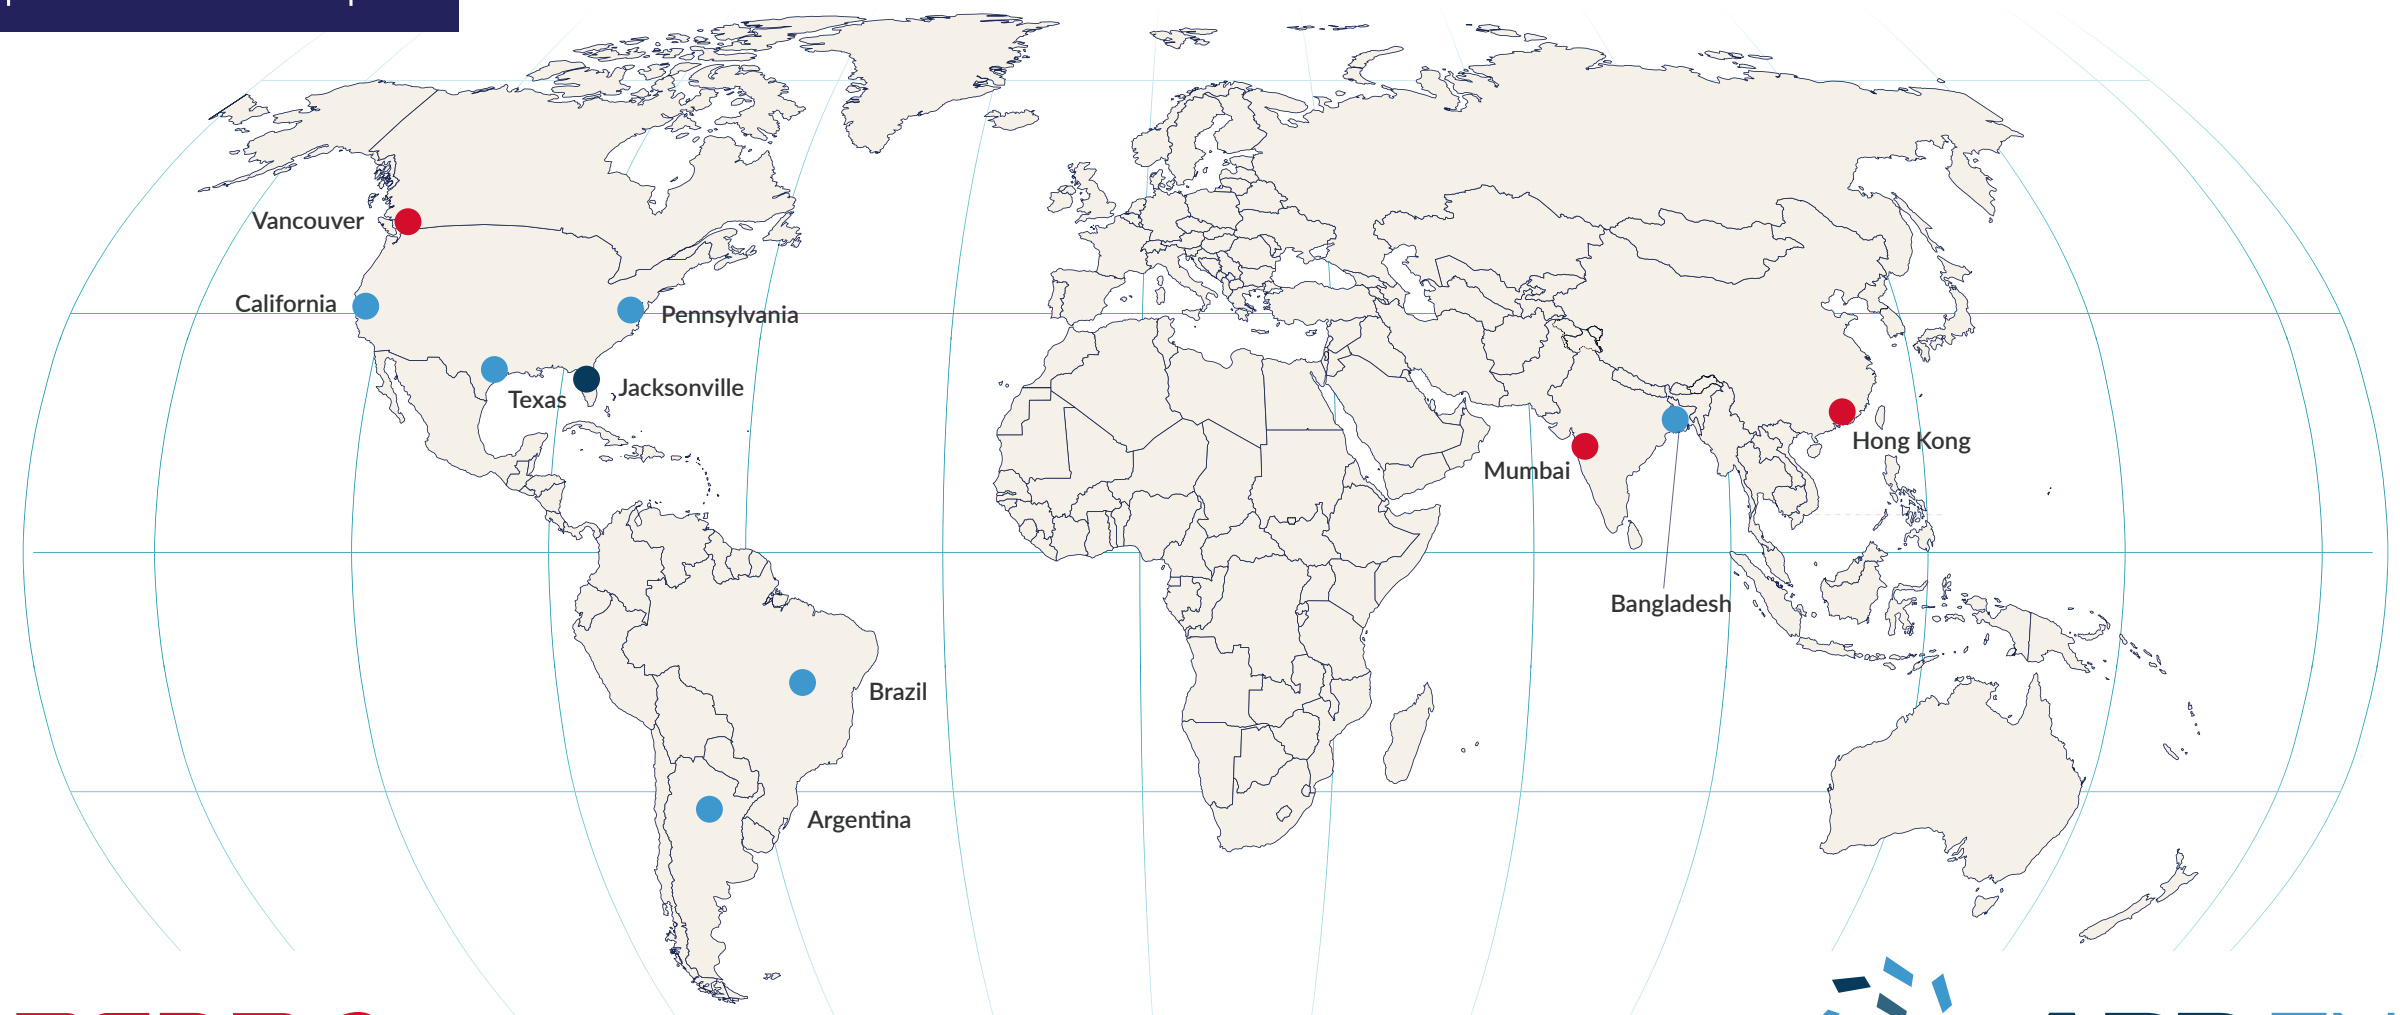 Vancouver
California
Pennsylvania
Texas
Jacksonville
Hong Kong
Mumbai
Bangladesh
Brazil
Argentina